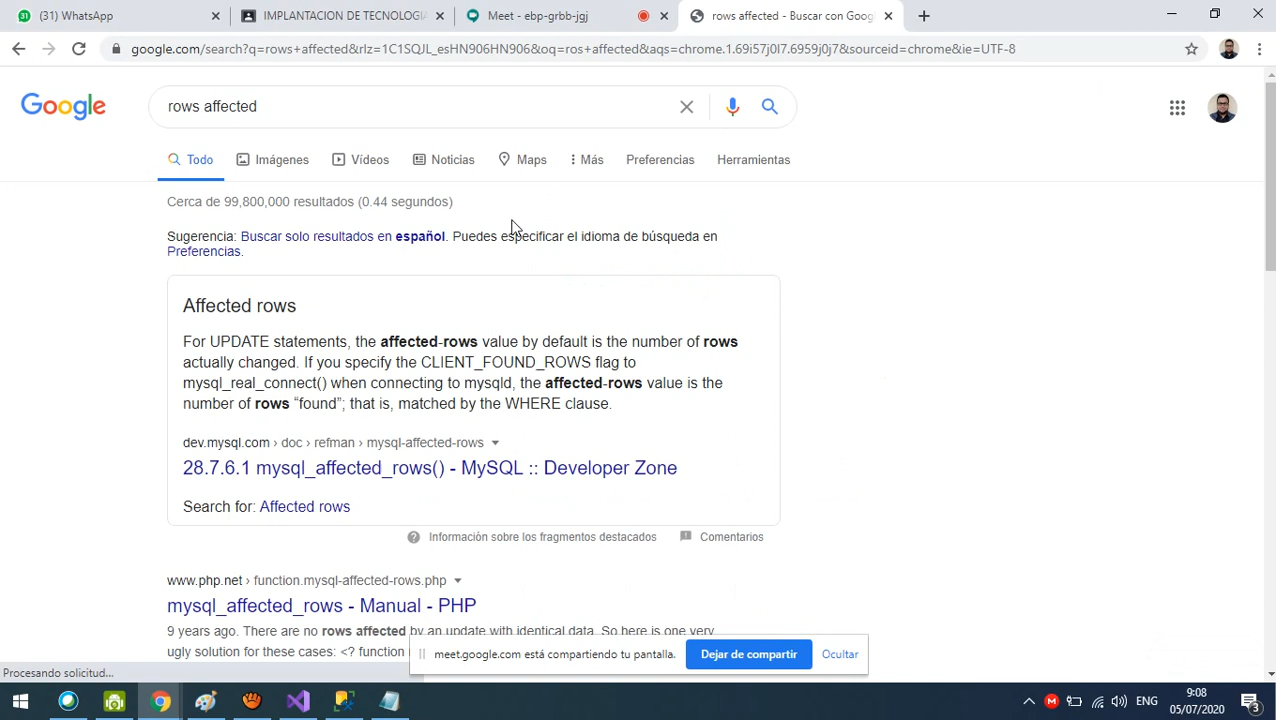 (31) WhatsApp
IMPLANTACION DE TECNOLOGIA
Meet - ebp-grbb-jgj
rows affected - Buscar con Goog
google.com/search?q=rows+affected&rlz=1C1SQJL_esHN906HN906&oq=ros+affected&aqs=chrome.1.69i57j0l7.6959j0j7&sourceid=chrome&ie=UTF-8
Google
rows affected
Todo
Imágenes
Vídeos
Noticias
Maps
Más
Preferencias
Herramientas
Cerca de 99,800,000 resultados (0.44 segundos)
Sugerencia: Buscar solo resultados en español. Puedes especificar el idioma de búsqueda en
Preferencias.
Affected rows
For UPDATE statements, the affected-rows value by default is the number of rows
actually changed. If you specify the CLIENT_FOUND_ROWS flag to
mysql_real_connect() when connecting to mysqld, the affected-rows value is the
number of rows “found”; that is, matched by the WHERE clause.
dev.mysql.com › doc › refman › mysql-affected-rows
28.7.6.1 mysql_affected_rows() - MySQL :: Developer Zone
Search for: Affected rows
Información sobre los fragmentos destacados
Comentarios
www.php.net › function.mysql-affected-rows.php
mysql_affected_rows - Manual - PHP
9 years ago. There are no rows affected by an update with identical data. So here is one very
ugly solution for these cases: <? function
meet.google.com está compartiendo tu pantalla.
Dejar de compartir
Ocultar
Procesando solicitud...
ENG
9:08
05/07/2020
3